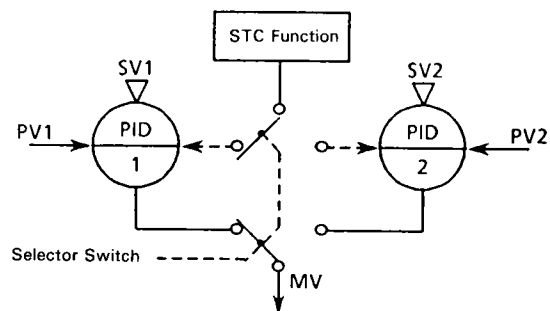 STC Function
SV1
SV2
PV1
PID
1
PID
2
PV2
Selector Switch
MV